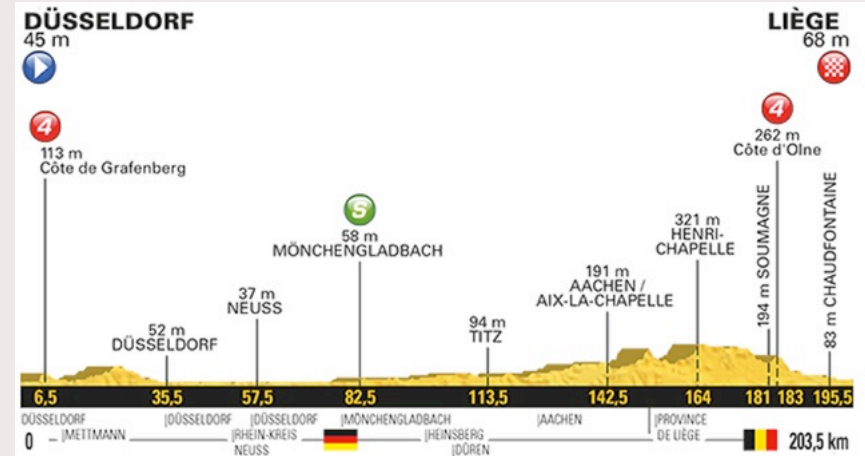 DÜSSELDORF
45 m
LIÈGE
68 m
4
113 m
Côte de Grafenberg
52 m
DÜSSELDORF
37 m
NEUSS
S
58 m
MÖNCHENGLADBACH
94 m
TITZ
191 m
AACHEN /
AIX-LA-CHAPELLE
321 m
HENRI-
CHAPELLE
194 m SOUMAGNE
4
262 m
Côte d'Olne
83 m CHAUDFONTAINE
6,5 35,5 57,5 82,5 113,5 142,5 164 181 183 195,5
DÜSSELDORF |DÜSSELDORF |DÜSSELDORF |MÖNCHENGLADBACH |AACHEN |PROVINCE
DE LIÈGE
0 |METTMANN |RHEIN-KREIS
NEUSS |HEINSBERG
|DÜREN
203,5 km